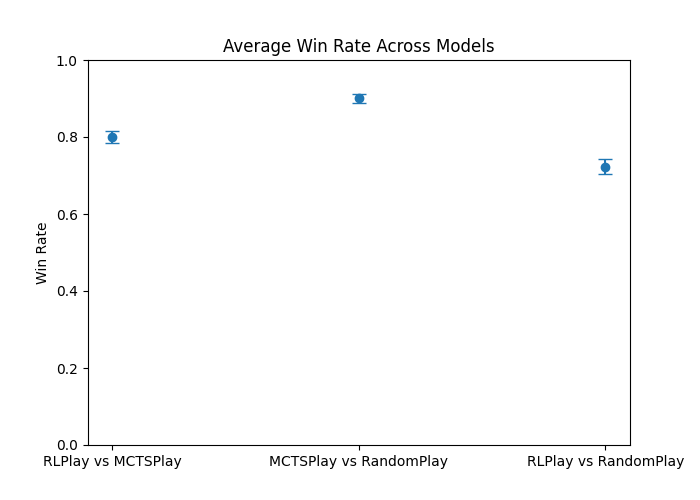 Average Win Rate Across Models
Win Rate
1.0
0.8
0.6
0.4
0.2
0.0
RLPlay vs MCTSPlay
MCTSPlay vs RandomPlay
RLPlay vs RandomPlay